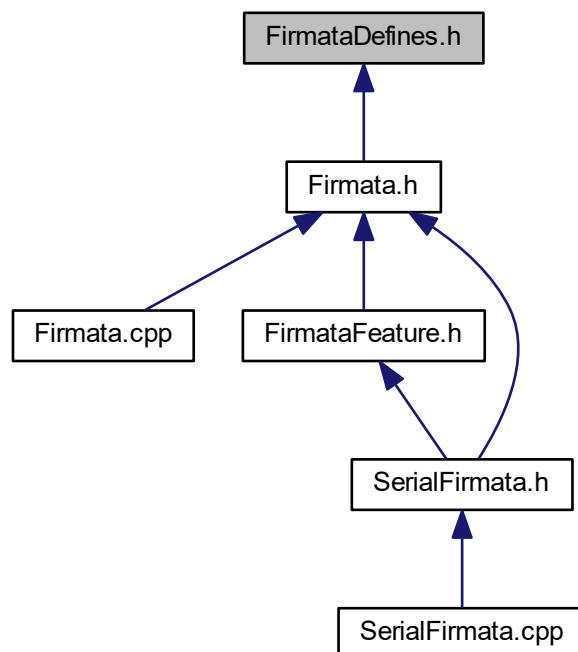 FirmataDefines.h
Firmata.h
Firmata.cpp
FirmataFeature.h
SerialFirmata.h
SerialFirmata.cpp